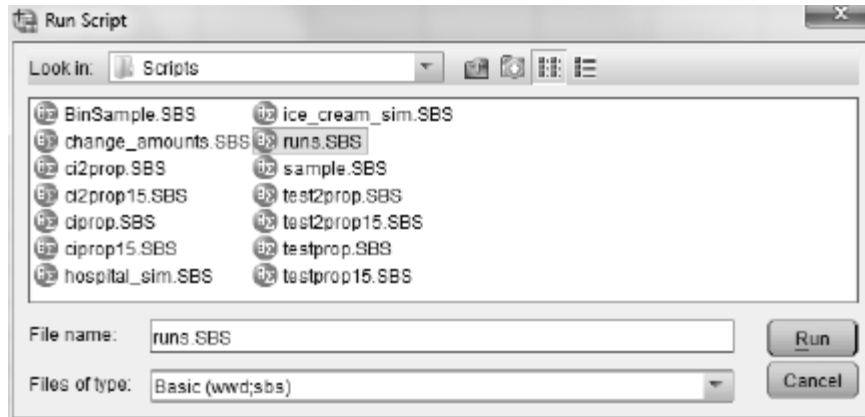 Run Script
Look in: Scripts
BinSample.SBS
change_amounts.SBS
ci2prop.SBS
ci2prop15.SBS
ciprop.SBS
ciprop15.SBS
hospital_sim.SBS
ice_cream_sim.SBS
runs.SBS
sample.SBS
test2prop.SBS
test2prop15.SBS
testprop.SBS
testprop15.SBS
File name: runs.SBS
Run
Files of type: Basic (wwd;sbs)
Cancel